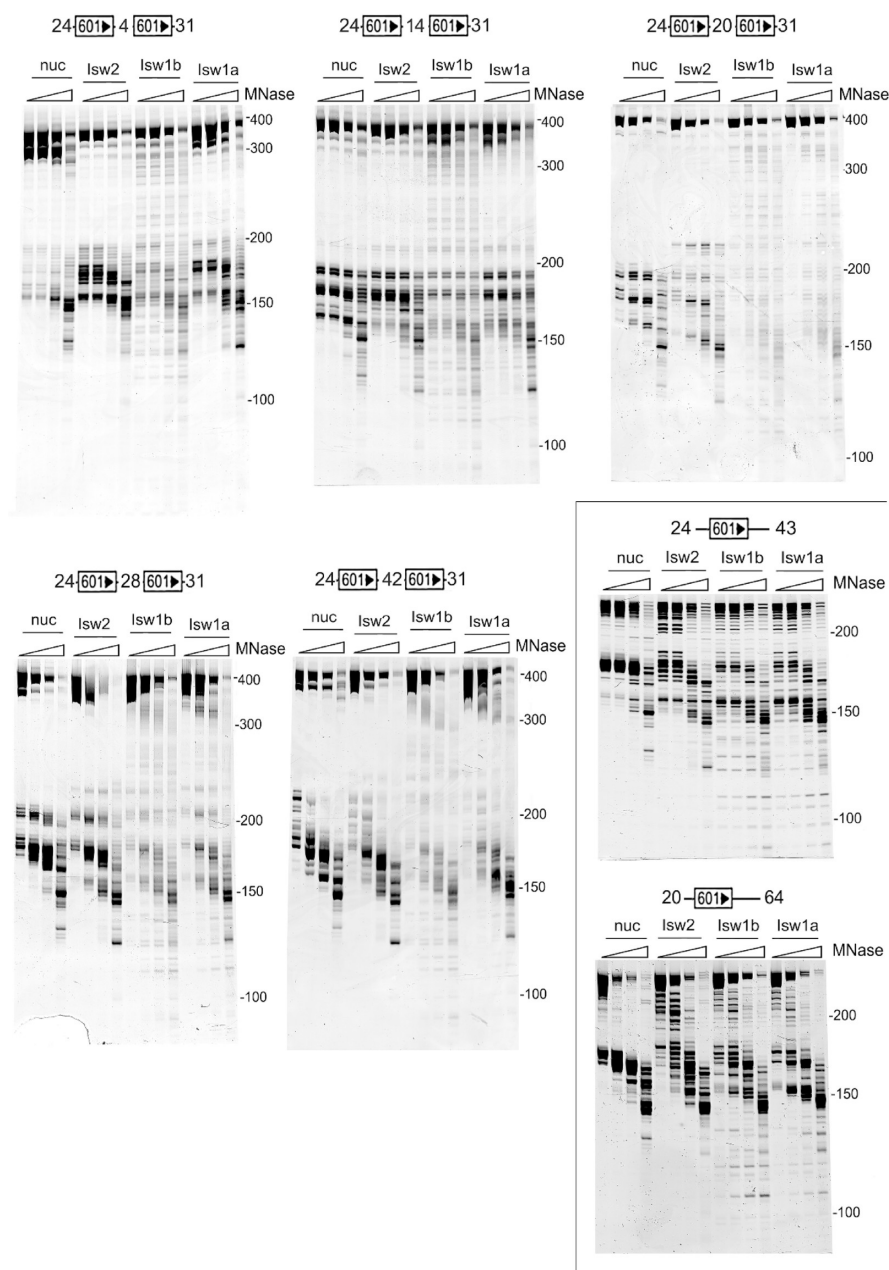 24-601-4-601-31
nuc Isw2 Isw1b Isw1a
MNase
-400
-300
-200
-150
-100
24-601-14-601-31
nuc Isw2 Isw1b Isw1a
MNase
-400
-300
-200
-150
-100
24-601-20-601-31
nuc Isw2 Isw1b Isw1a
MNase
-400
-300
-200
-150
-100
24-601-28-601-31
nuc Isw2 Isw1b Isw1a
MNase
-400
-300
-200
-150
-100
24-601-42-601-31
nuc Isw2 Isw1b Isw1a
MNase
-400
-300
-200
-150
-100
24-601-43
nuc Isw2 Isw1b Isw1a
MNase
-200
-150
-100
20-601-64
nuc Isw2 Isw1b Isw1a
MNase
-200
-150
-100